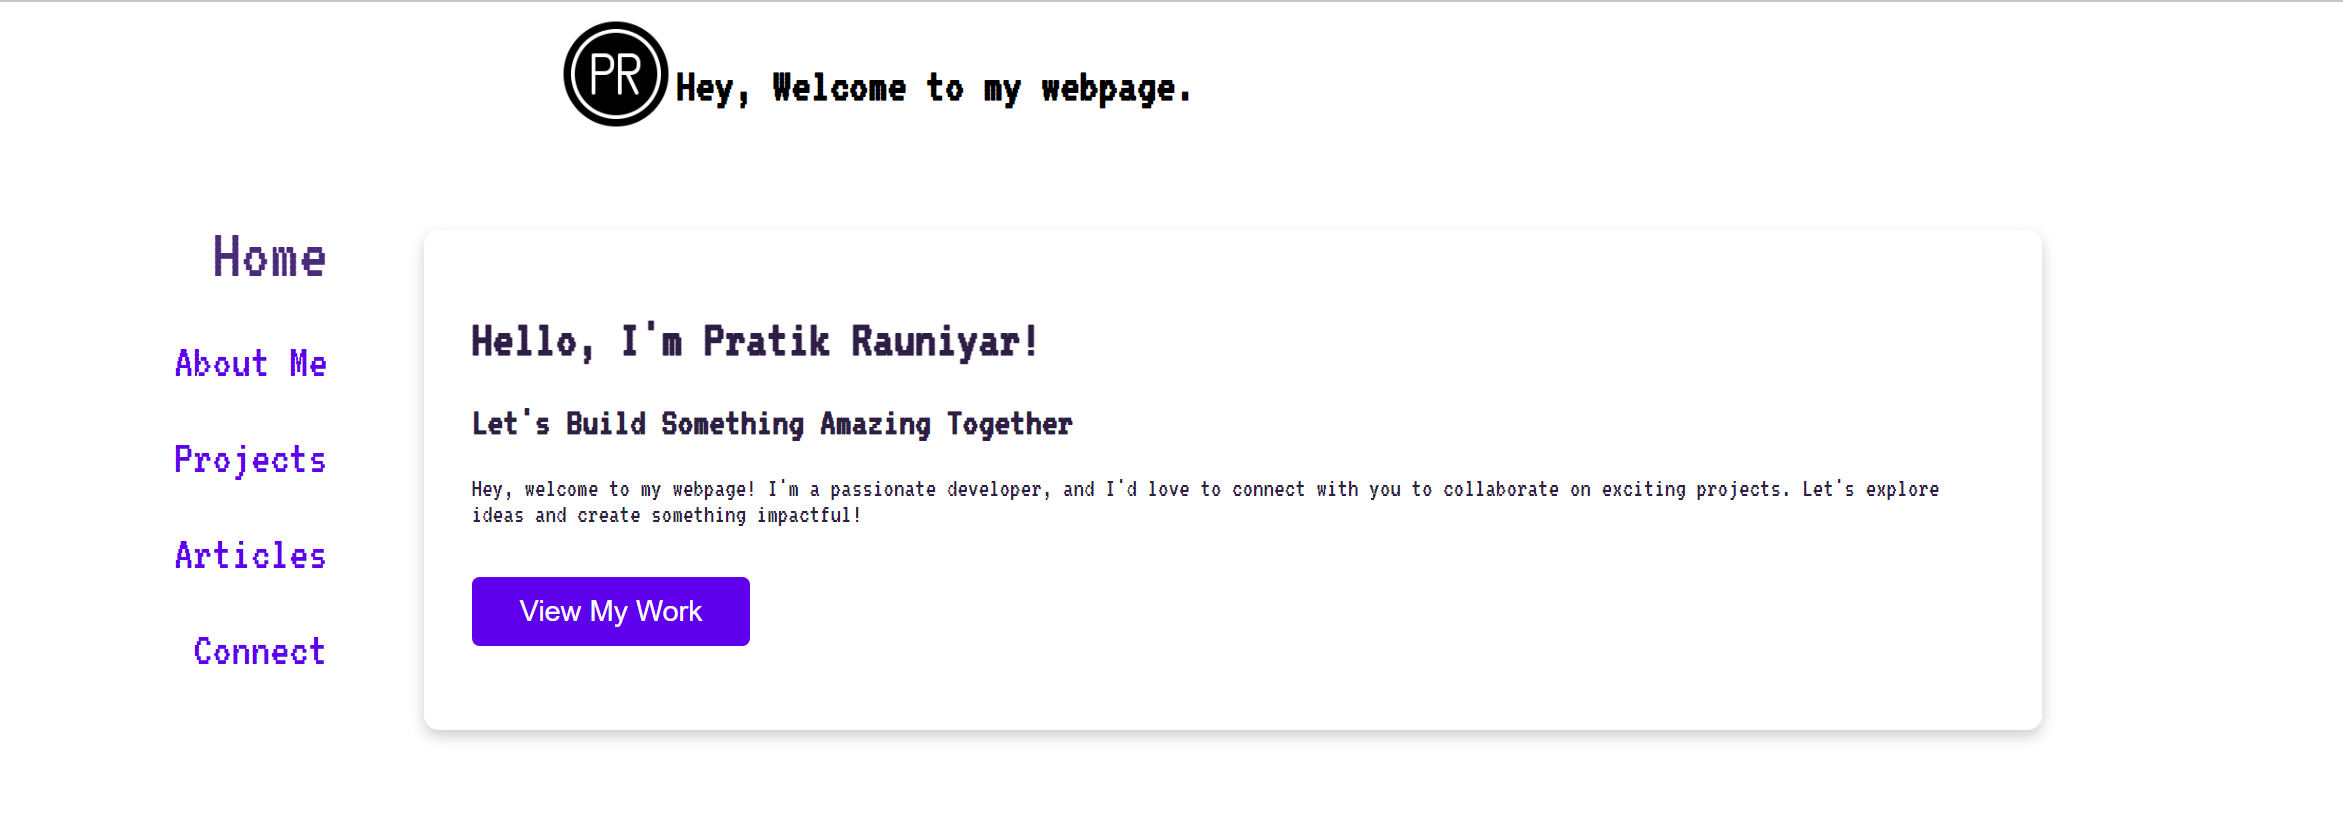 PR
Hey, Welcome to my webpage.
Home
About Me
Projects
Articles
Connect
Hello, I'm Pratik Rauniyar!
Let's Build Something Amazing Together
Hey, welcome to my webpage! I'm a passionate developer, and I'd love to connect with you to collaborate on exciting projects. Let's explore
ideas and create something impactful!
View My Work